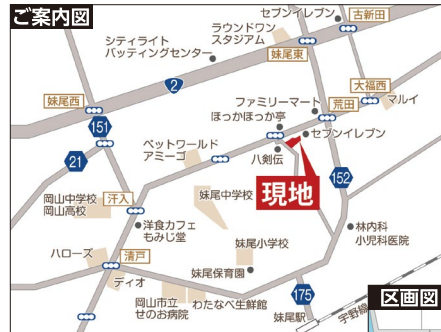 ご案内図
セブンイレブン
古新田
ラウンドワン
スタジアム
シティライト
バッティングセンター
妹尾東
2
大福西
妹尾西
マルイ
ファミリーマート
荒田
ほっかほっか亭
151
セブンイレブン
ペットワールド
アミーゴ
八剣伝
21
152
現地
岡山中学校
岡山高校
汗入
妹尾中学校
洋食カフェ
もみじ堂
林内科
小児科医院
妹尾小学校
ハローズ
清戸
妹尾保育園
ディオ
岡山市立
せのお病院
わたなべ生鮮館
175
妹尾駅
宇野線
区画図